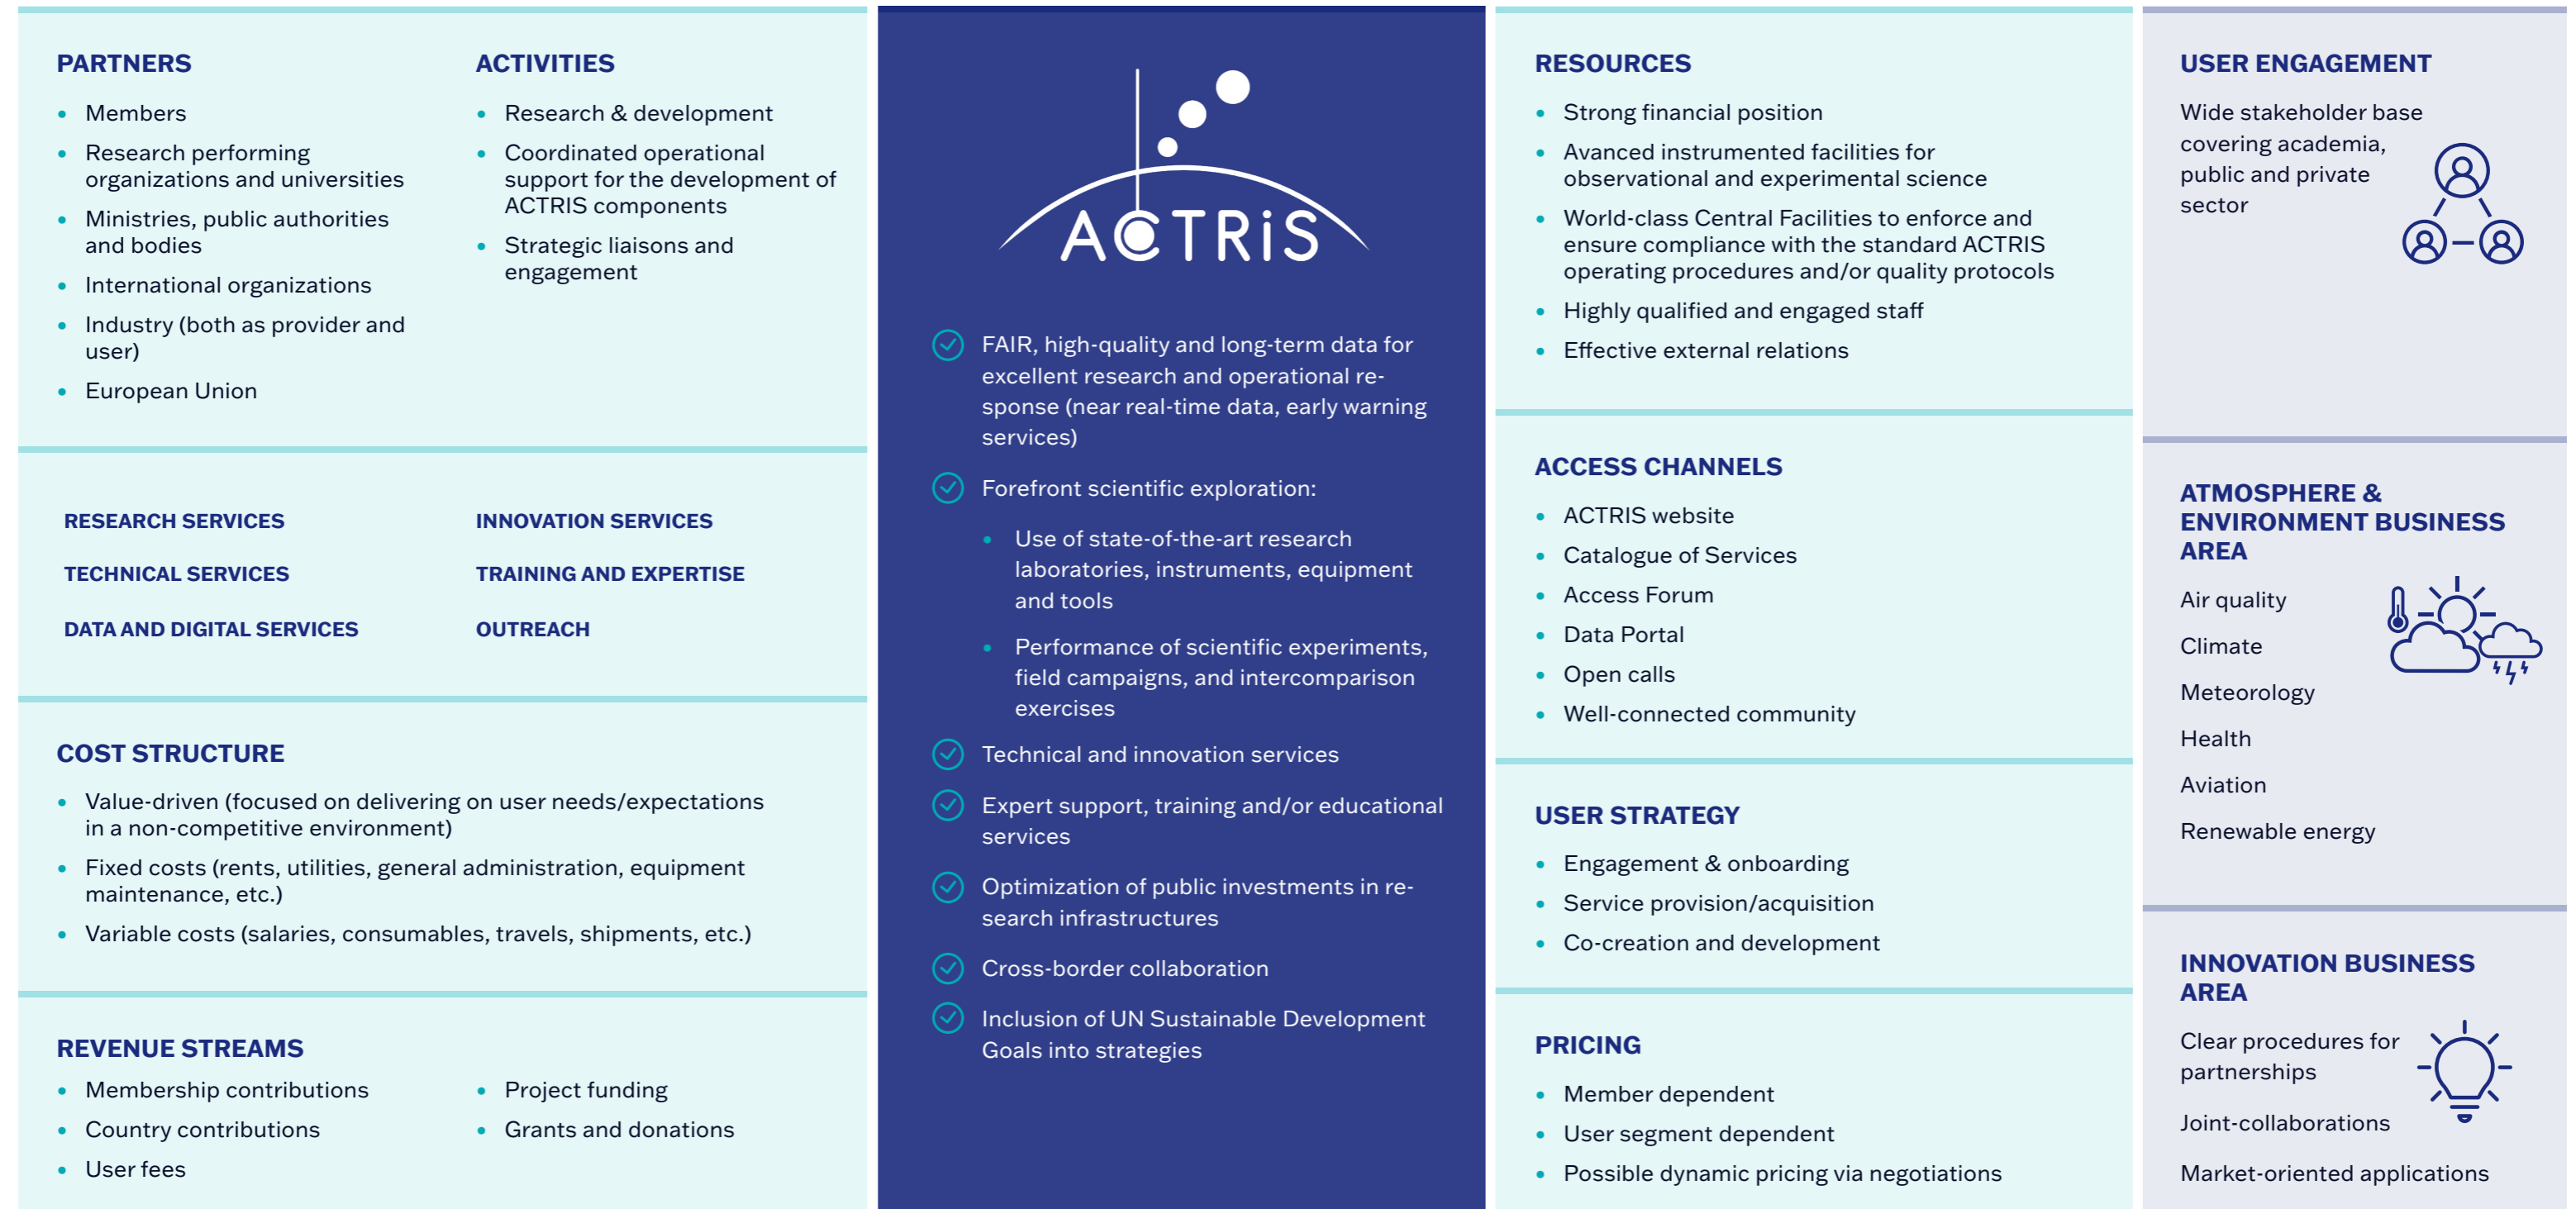 PARTNERS
Members
Research performing
organizations and universities
Ministries, public authorities
and bodies
International organizations
Industry (both as provider and
user)
European Union
ACTIVITIES
Research & development
Coordinated operational
support for the development of
ACTRIS components
Strategic liaisons and
engagement
RESEARCH SERVICES
TECHNICAL SERVICES
DATA AND DIGITAL SERVICES
INNOVATION SERVICES
TRAINING AND EXPERTISE
OUTREACH
COST STRUCTURE
Value-driven (focused on delivering on user needs/expectations
in a non-competitive environment)
Fixed costs (rents, utilities, general administration, equipment
maintenance, etc.)
Variable costs (salaries, consumables, travels, shipments, etc.)
REVENUE STREAMS
Membership contributions
Country contributions
User fees
Project funding
Grants and donations
ACTRiS
FAIR, high-quality and long-term data for
excellent research and operational re-
sponse (near real-time data, early warning
services)
Forefront scientific exploration:
Use of state-of-the-art research
laboratories, instruments, equipment
and tools
Performance of scientific experiments,
field campaigns, and intercomparison
exercises
Technical and innovation services
Expert support, training and/or educational
services
Optimization of public investments in re-
search infrastructures
Cross-border collaboration
Inclusion of UN Sustainable Development
Goals into strategies
RESOURCES
Strong financial position
Avanced instrumented facilities for
observational and experimental science
World-class Central Facilities to enforce and
ensure compliance with the standard ACTRIS
operating procedures and/or quality protocols
Highly qualified and engaged staff
Effective external relations
ACCESS CHANNELS
ACTRIS website
Catalogue of Services
Access Forum
Data Portal
Open calls
Well-connected community
USER STRATEGY
Engagement & onboarding
Service provision/acquisition
Co-creation and development
PRICING
Member dependent
User segment dependent
Possible dynamic pricing via negotiations
USER ENGAGEMENT
Wide stakeholder base
covering academia,
public and private
sector
ATMOSPHERE &
ENVIRONMENT BUSINESS
AREA
Air quality
Climate
Meteorology
Health
Aviation
Renewable energy
INNOVATION BUSINESS
AREA
Clear procedures for
partnerships
Joint-collaborations
Market-oriented applications